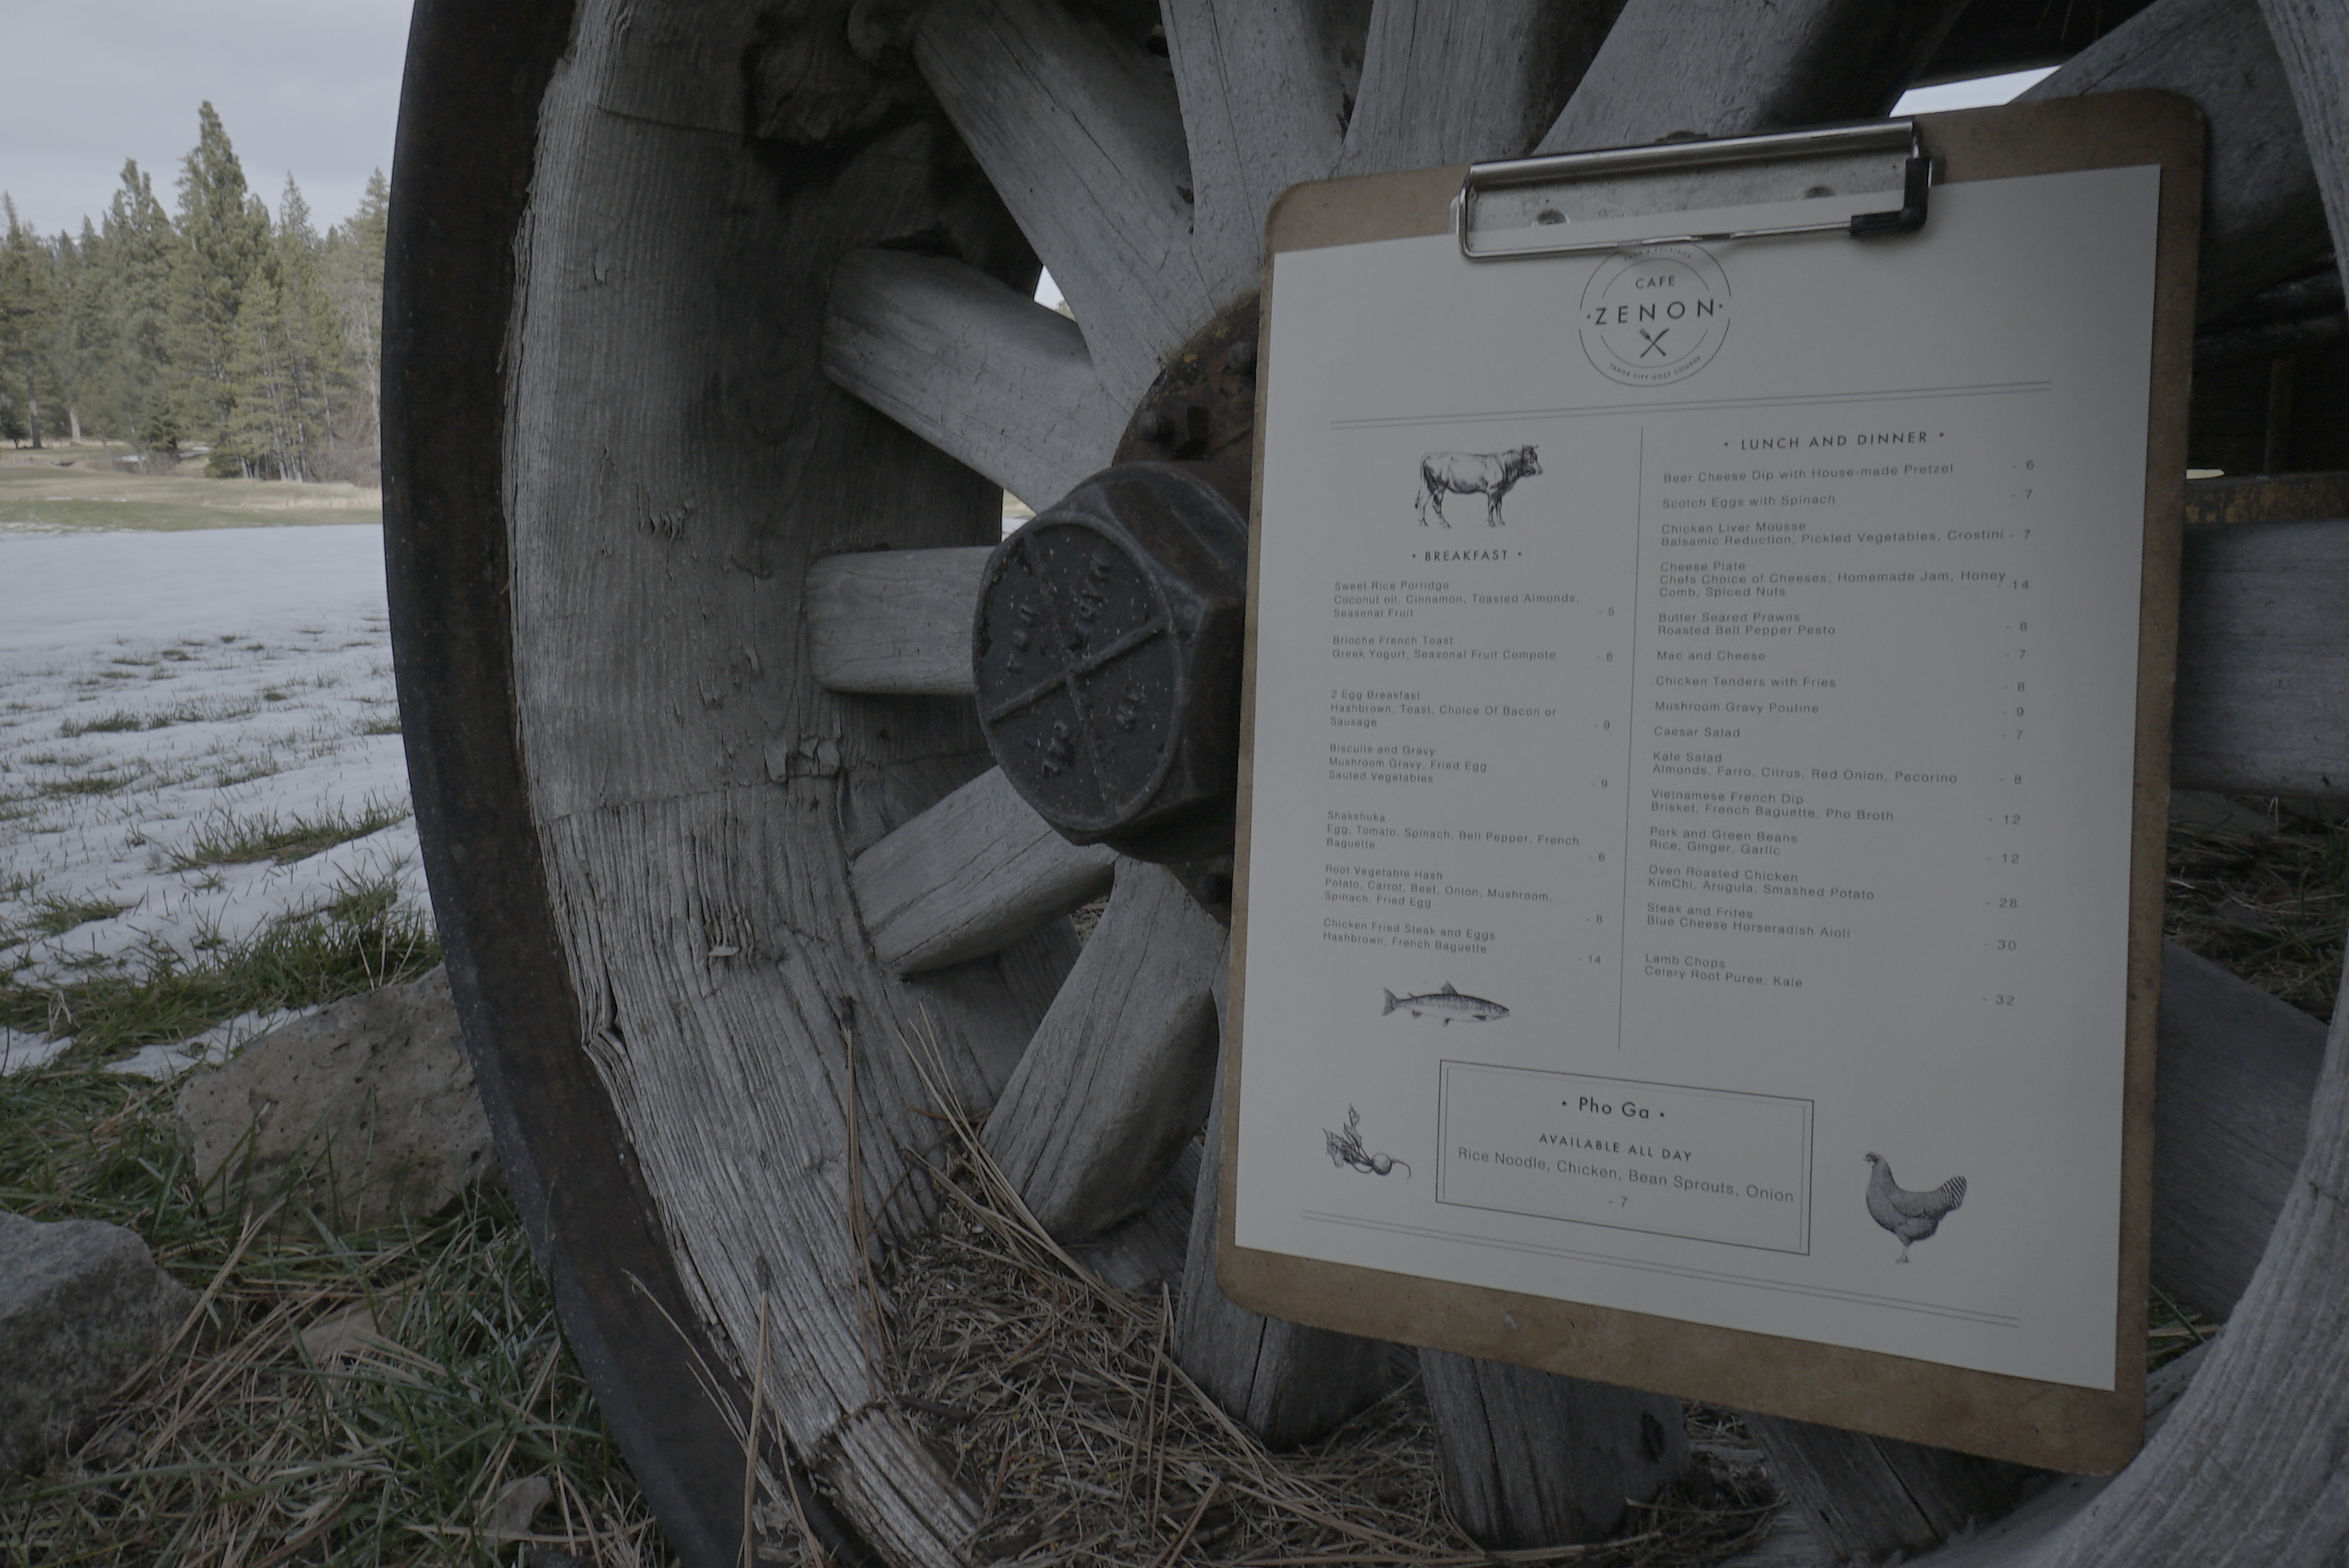 CAFE
·ZENON·
TAHOE CITY GOLF COURSE
• BREAKFAST •
Sweet Rice Porridge
Coconut oil, Cinnamon, Toasted Almonds,
Seasonal Fruit - 5
Brioche French Toast
Greek Yogurt, Seasonal Fruit Compote - 8
2 Egg Breakfast
Hashbrown, Toast, Choice Of Bacon or
Sausage - 9
Biscuits and Gravy
Mushroom Gravy, Fried Egg
Sauted Vegetables - 9
Shakshuka
Egg, Tomato, Spinach, Bell Pepper, French
Baguette - 6
Root Vegetable Hash
Potato, Carrot, Beet, Onion, Mushroom,
Spinach, Fried Egg - 8
Chicken Fried Steak and Eggs
Hashbrown, French Baguette - 14
• LUNCH AND DINNER •
Beer Cheese Dip with House-made Pretzel - 6
Scotch Eggs with Spinach - 7
Chicken Liver Mousse
Balsamic Reduction, Pickled Vegetables, Crostini - 7
Cheese Plate
Chefs Choice of Cheeses, Homemade Jam, Honey
Comb, Spiced Nuts - 14
Butter Seared Prawns
Roasted Bell Pepper Pesto - 8
Mac and Cheese - 7
Chicken Tenders with Fries - 8
Mushroom Gravy Poutine - 9
Caesar Salad - 7
Kale Salad
Almonds, Farro, Citrus, Red Onion, Pecorino - 8
Vietnamese French Dip
Brisket, French Baguette, Pho Broth - 12
Pork and Green Beans
Rice, Ginger, Garlic - 12
Oven Roasted Chicken
KimChi, Arugula, Smashed Potato - 28
Steak and Frites
Blue Cheese Horseradish Aioli - 30
Lamb Chops
Celery Root Puree, Kale - 32
• Pho Ga •
AVAILABLE ALL DAY
Rice Noodle, Chicken, Bean Sprouts, Onion
- 7